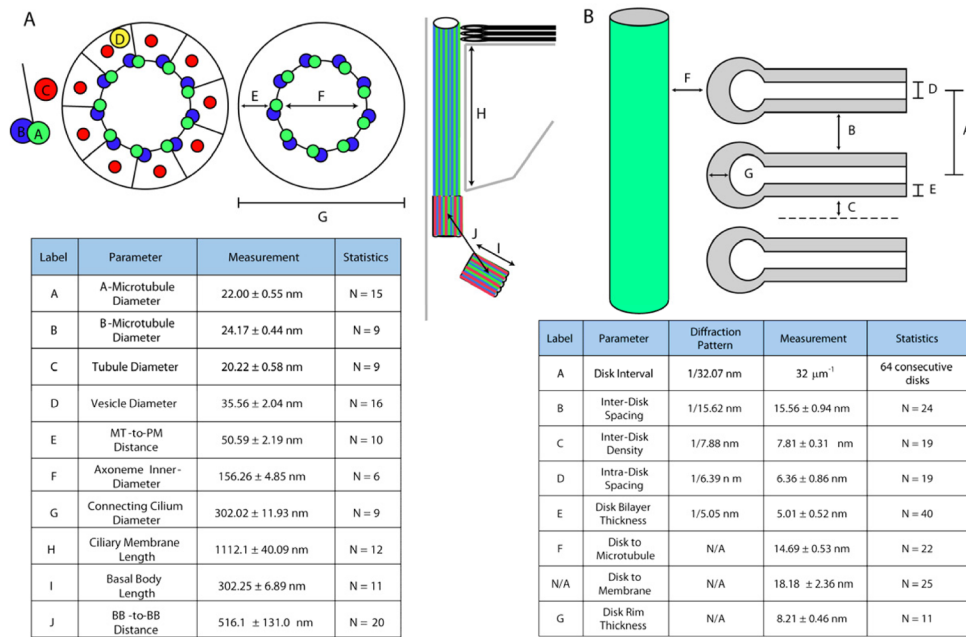 A
D
C
B
A
E
F
G
H
I
J
B
F
D
A
B
G
E
C
Label Parameter Measurement Statistics
A A-Microtubule Diameter 22.00 ± 0.55 nm N = 15
B B-Microtubule Diameter 24.17 ± 0.44 nm N = 9
C Tubule Diameter 20.22 ± 0.58 nm N = 9
D Vesicle Diameter 35.56 ± 2.04 nm N = 16
E MT-to-PM Distance 50.59 ± 2.19 nm N = 10
F Axoneme Inner-Diameter 156.26 ± 4.85 nm N = 6
G Connecting Cilium Diameter 302.02 ± 11.93 nm N = 9
H Ciliary Membrane Length 1112.1 ± 40.09 nm N = 12
I Basal Body Length 302.25 ± 6.89 nm N = 11
J BB -to-BB Distance 516.1 ± 131.0 nm N = 20
Label Parameter Diffraction Pattern Measurement Statistics
A Disk Interval 1/32.07 nm 32 μm⁻¹ 64 consecutive disks
B Inter-Disk Spacing 1/15.62 nm 15.56 ± 0.94 nm N = 24
C Inter-Disk Density 1/7.88 nm 7.81 ± 0.31 nm N = 19
D Intra-Disk Spacing 1/6.39 n m 6.36 ± 0.86 nm N = 19
E Disk Bilayer Thickness 1/5.05 nm 5.01 ± 0.52 nm N = 40
F Disk to Microtubule N/A 14.69 ± 0.53 nm N = 22
N/A Disk to Membrane N/A 18.18 ± 2.36 nm N = 25
G Disk Rim Thickness N/A 8.21 ± 0.46 nm N = 11